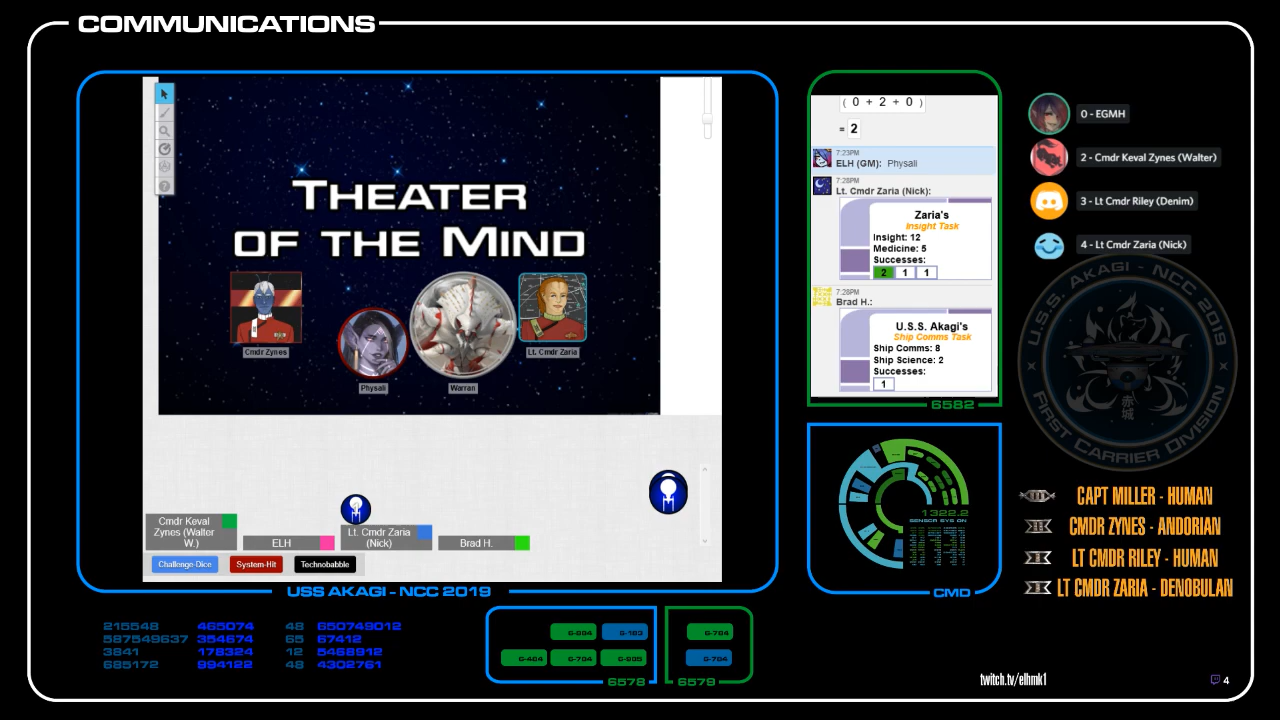 COMMUNICATIONS
THEATER
OF THE MIND
Cmdr Zynes
Physali
Warran
Lt. Cmdr Zaria
Cmdr Keval
Zynes (Walter
W.)
ELH
Lt. Cmdr Zaria
(Nick)
Brad H.
Challenge-Dice
System-Hit
Technobabble
USS AKAGI - NCC 2019
( 0 + 2 + 0 )
= 2
7:23PM
ELH (GM): Physali
7:28PM
Lt. Cmdr Zaria (Nick):
Zaria's
Insight Task
Insight: 12
Medicine: 5
Successes:
2 1 1
7:28PM
Brad H.:
U.S.S. Akagi's
Ship Comms Task
Ship Comms: 8
Ship Science: 2
Successes:
1
6582
1322.2
SENSOR SYS ON
CMD
0 - EGMH
2 - Cmdr Keval Zynes (Walter)
3 - Lt Cmdr Riley (Denim)
4 - Lt Cmdr Zaria (Nick)
U.S.S. AKAGI - NCC 2019
赤城
FIRST CARRIER DIVISION
CAPT MILLER - HUMAN
CMDR ZYNES - ANDORIAN
LT CMDR RILEY - HUMAN
LT CMDR ZARIA - DENOBULAN
215548 465074 48 650749012
587549637 354674 65 67412
3841 178324 12 5468912
685172 994122 48 4302761
6578
6579
twitch.tv/elhmk1
4